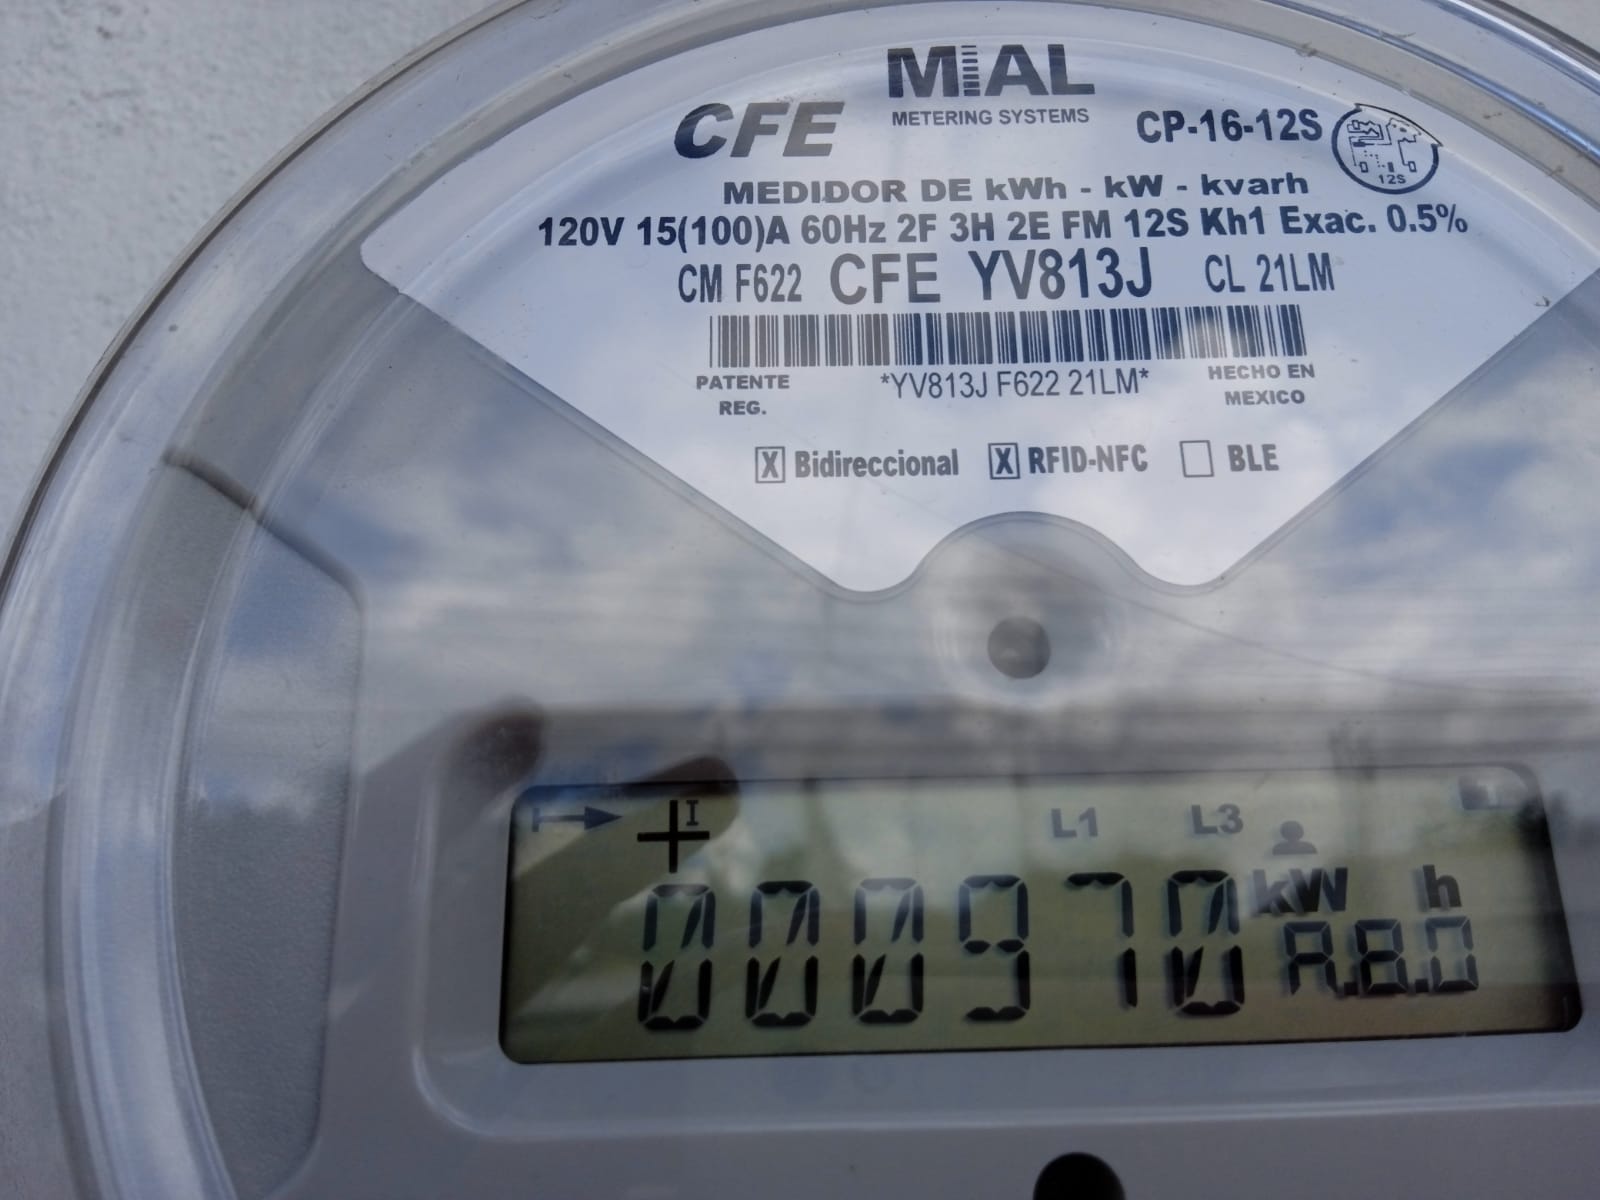 MIAL
METERING SYSTEMS
CFE
CP-16-12S
12S
MEDIDOR DE kWh - kW - kvarh
120V 15(100)A 60Hz 2F 3H 2E FM 12S Kh1 Exac. 0.5%
CM F622 CFE YV813J CL 21LM
PATENTE REG.
*YV813J F622 21LM*
HECHO EN MEXICO
X Bidireccional X RFID-NFC BLE
+ I L1 L3
000970 kWh
A.B.D